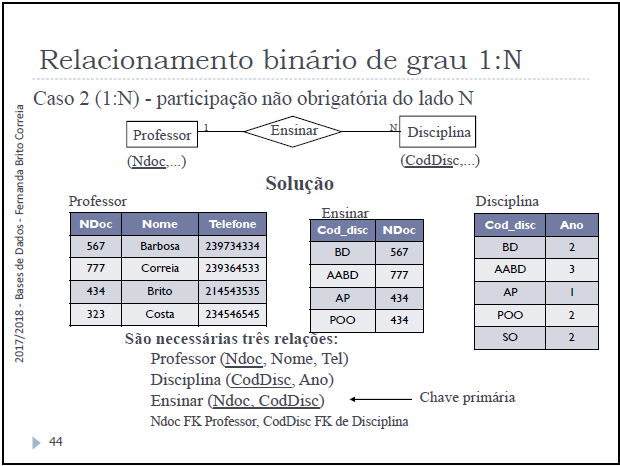 Relacionamento binário de grau 1:N
Caso 2 (1:N) - participação não obrigatória do lado N
Professor 1 Ensinar N Disciplina
(Ndoc,...) (CodDisc,...)
Solução
Professor
NDoc Nome Telefone
567 Barbosa 239734334
777 Correia 239364533
434 Brito 214543535
323 Costa 234546545
Ensinar
Cod_disc NDoc
BD 567
AABD 777
AP 434
POO 434
Disciplina
Cod_disc Ano
BD 2
AABD 3
AP 1
POO 2
SO 2
São necessárias três relações:
Professor (Ndoc, Nome, Tel)
Disciplina (CodDisc, Ano)
Ensinar (Ndoc, CodDisc) Chave primária
Ndoc FK Professor, CodDisc FK de Disciplina
44
2017/2018 - Bases de Dados - Fernanda Brito Correia